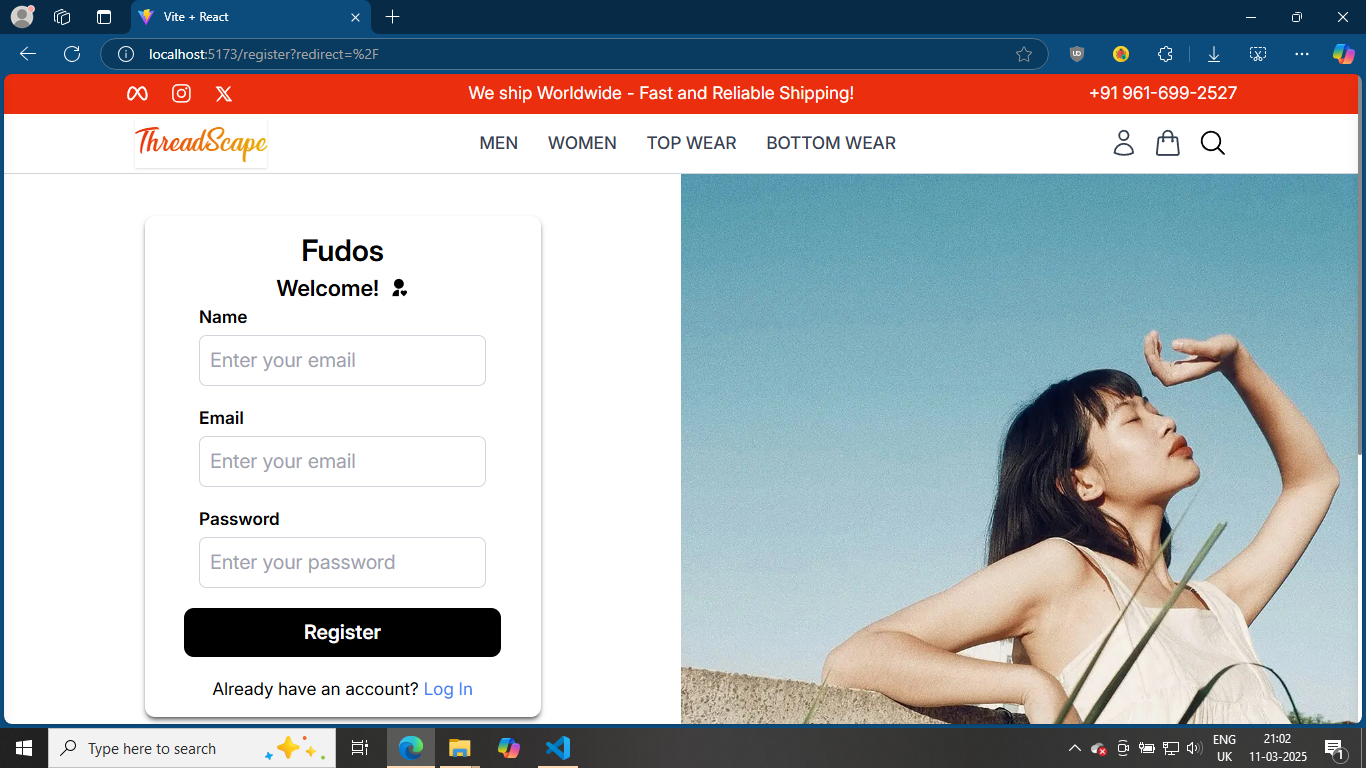 Vite + React
localhost:5173/register?redirect=%2F
We ship Worldwide - Fast and Reliable Shipping!
+91 961-699-2527
ThreadScape
MEN
WOMEN
TOP WEAR
BOTTOM WEAR
Fudos
Welcome!
Name
Enter your email
Email
Enter your email
Password
Enter your password
Register
Already have an account? Log In
Type here to search
ENG
UK
21:02
11-03-2025
1